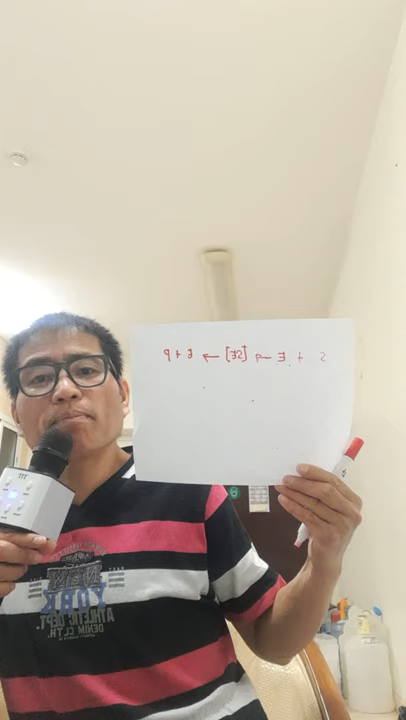 S + E → [SE] → E + P
YORK
ATHLETIC DEPT.
DENIM CLTH.